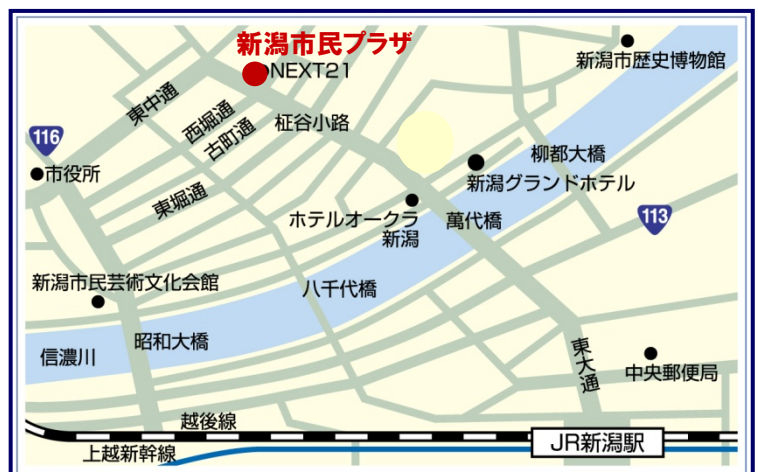 新潟市民プラザ
NEXT21
新潟市歴史博物館
東中通
西堀通
古町通
柾谷小路
116
市役所
東堀通
柳都大橋
新潟グランドホテル
ホテルオークラ
新潟
萬代橋
113
新潟市民芸術文化会館
八千代橋
昭和大橋
信濃川
東大通
中央郵便局
越後線
JR新潟駅
上越新幹線